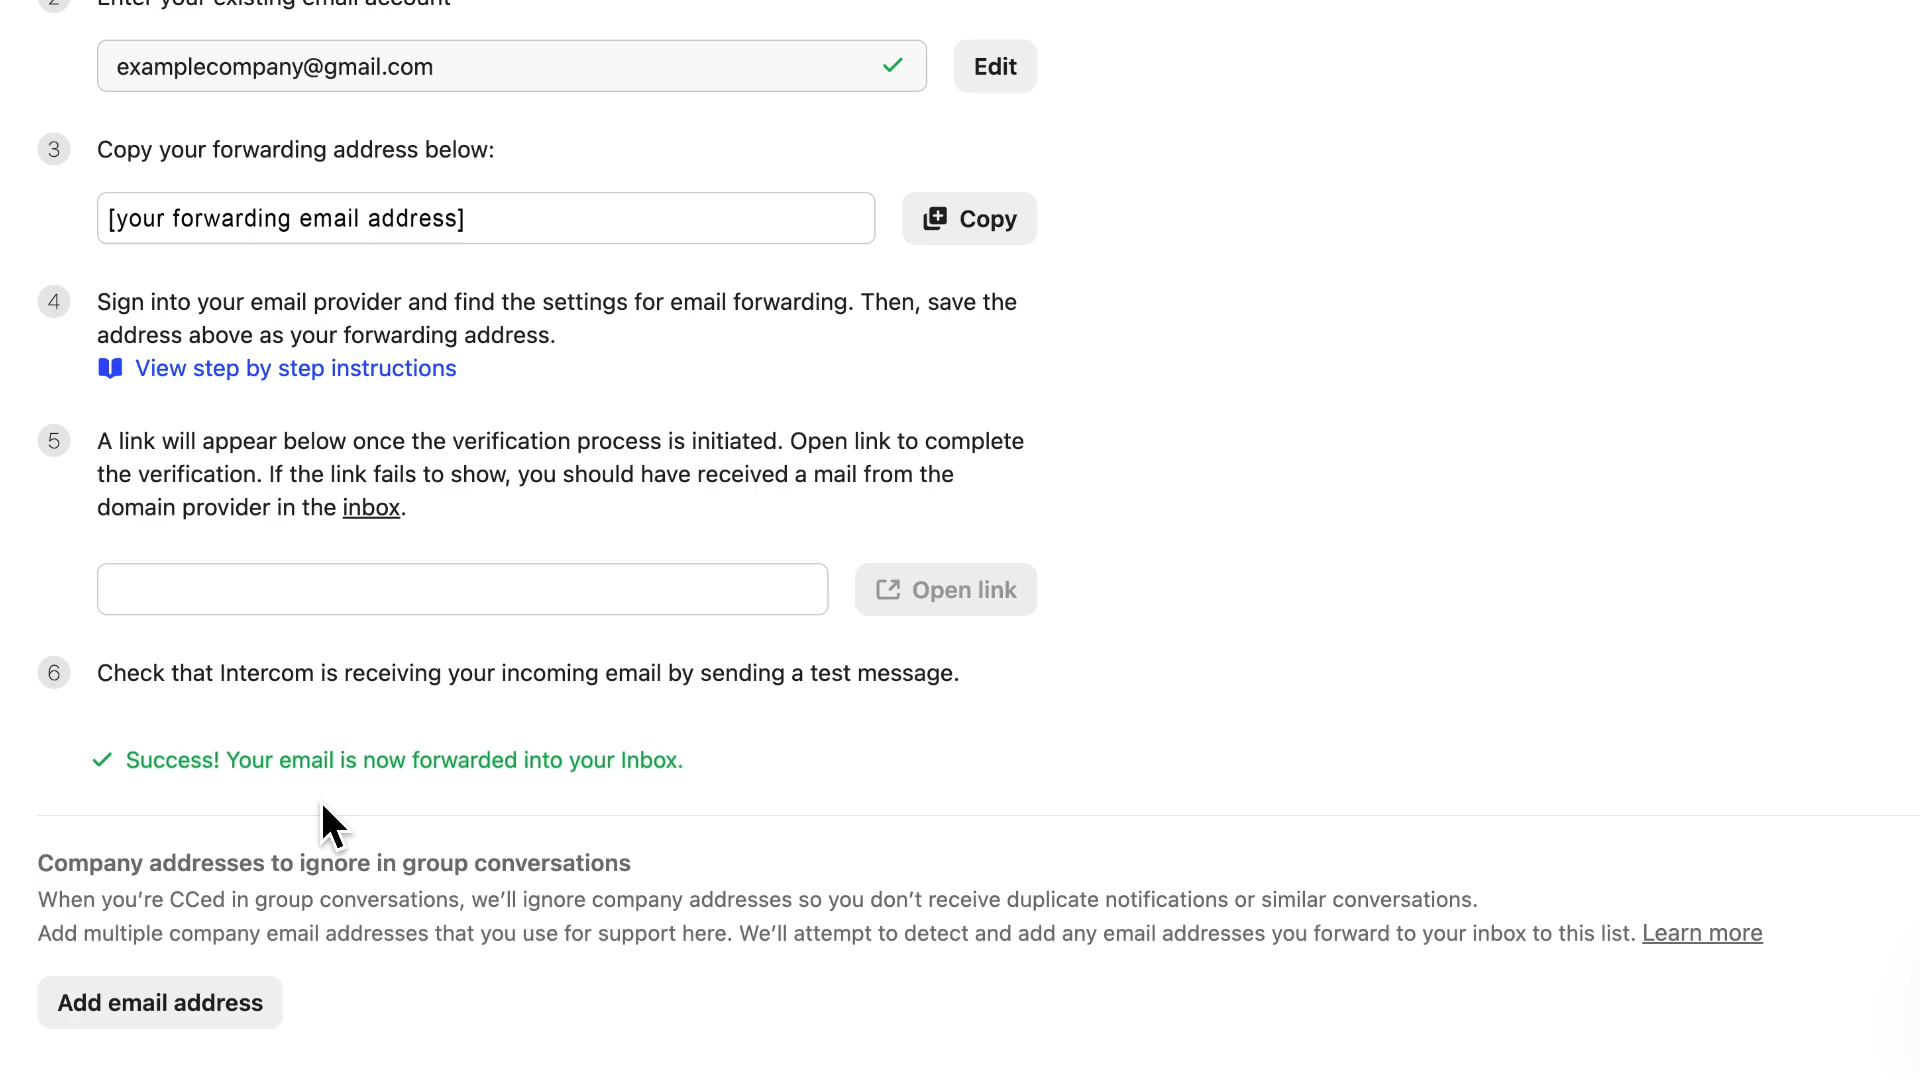 2 Enter your existing email account
examplecompany@gmail.com Edit
3 Copy your forwarding address below:
[your forwarding email address] Copy
4 Sign into your email provider and find the settings for email forwarding. Then, save the
address above as your forwarding address.
View step by step instructions
5 A link will appear below once the verification process is initiated. Open link to complete
the verification. If the link fails to show, you should have received a mail from the
domain provider in the inbox.
Open link
6 Check that Intercom is receiving your incoming email by sending a test message.
Success! Your email is now forwarded into your Inbox.
Company addresses to ignore in group conversations
When you’re CCed in group conversations, we’ll ignore company addresses so you don’t receive duplicate notifications or similar conversations.
Add multiple company email addresses that you use for support here. We’ll attempt to detect and add any email addresses you forward to your inbox to this list. Learn more
Add email address